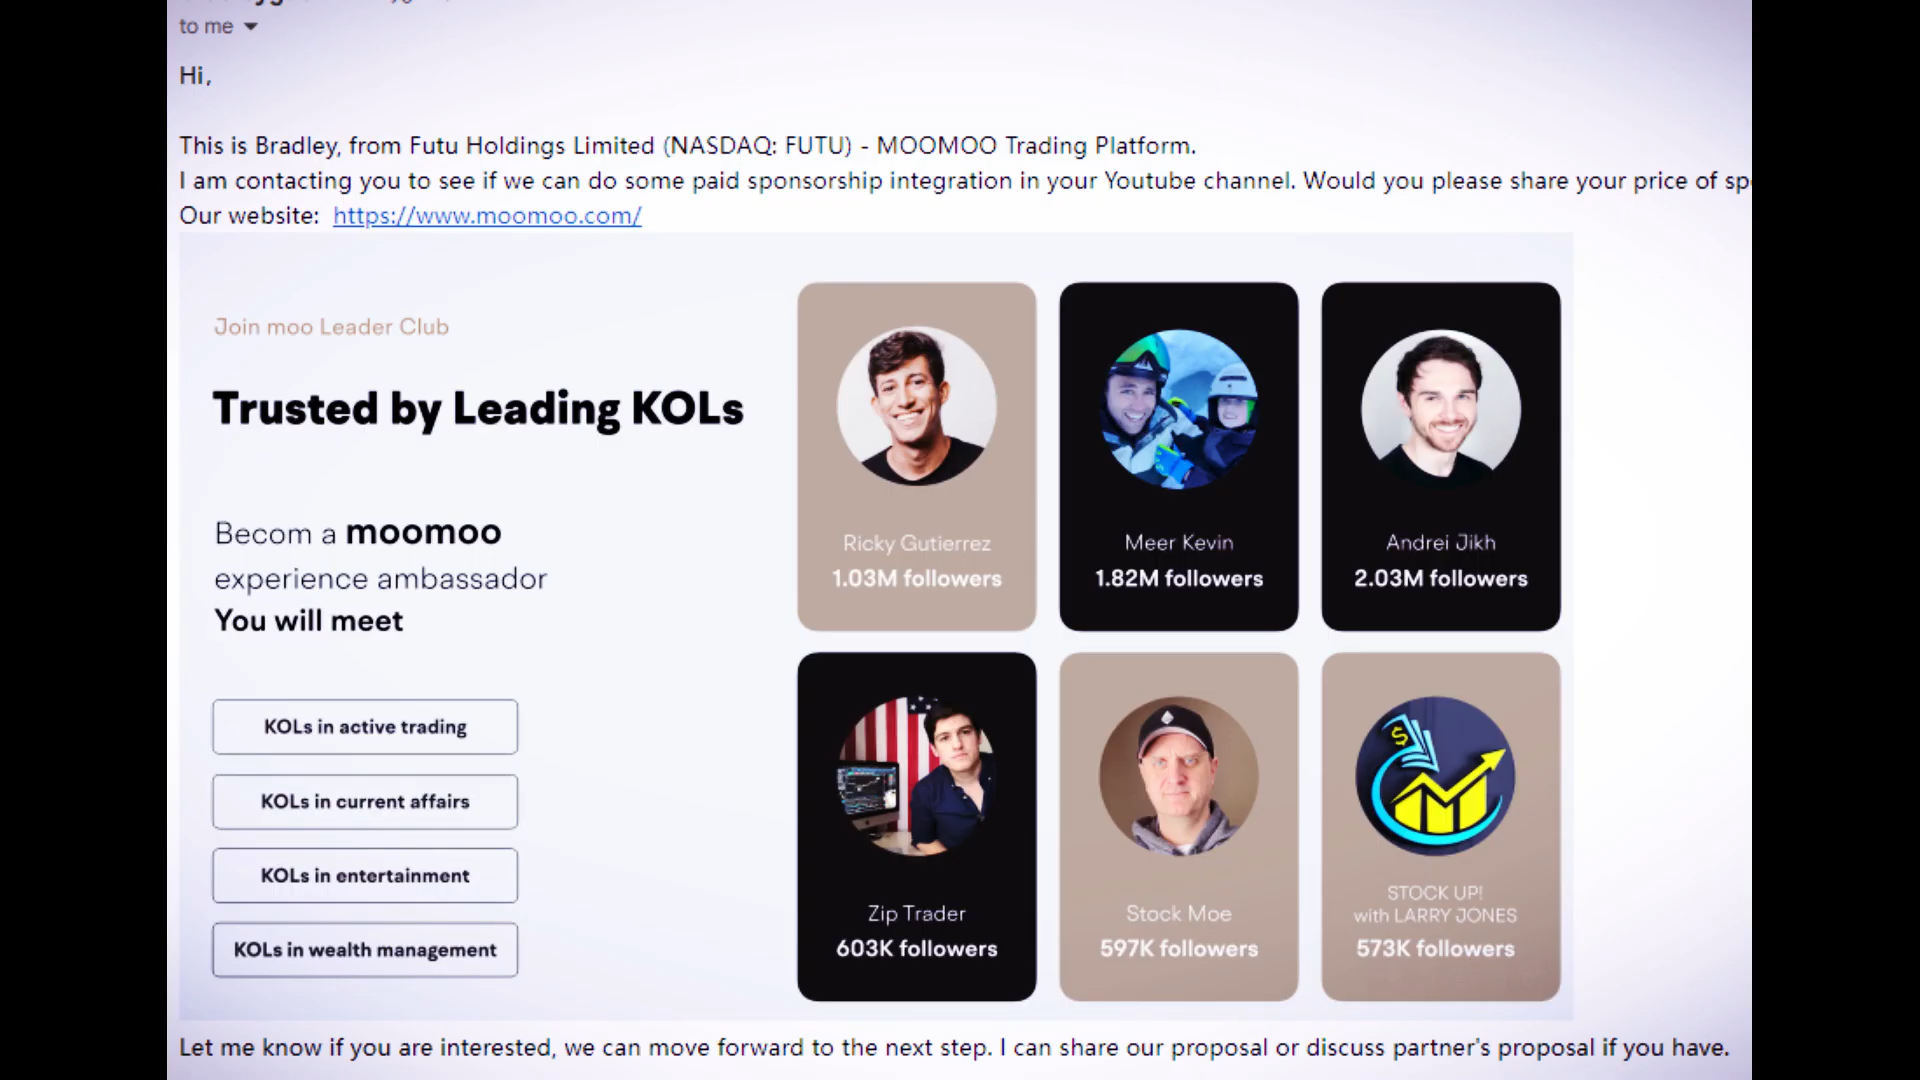 to me
Hi,
This is Bradley, from Futu Holdings Limited (NASDAQ: FUTU) - MOOMOO Trading Platform.
I am contacting you to see if we can do some paid sponsorship integration in your Youtube channel. Would you please share your price of
Our website: https://www.moomoo.com/
Join moo Leader Club
Trusted by Leading KOLs
Becom a moomoo
experience ambassador
You will meet
KOLs in active trading
KOLs in current affairs
KOLs in entertainment
KOLs in wealth management
Ricky Gutierrez
1.03M followers
Meer Kevin
1.82M followers
Andrei Jikh
2.03M followers
Zip Trader
603K followers
Stock Moe
597K followers
$
STOCK UP!
with LARRY JONES
573K followers
Let me know if you are interested, we can move forward to the next step. I can share our proposal or discuss partner's proposal if you have.